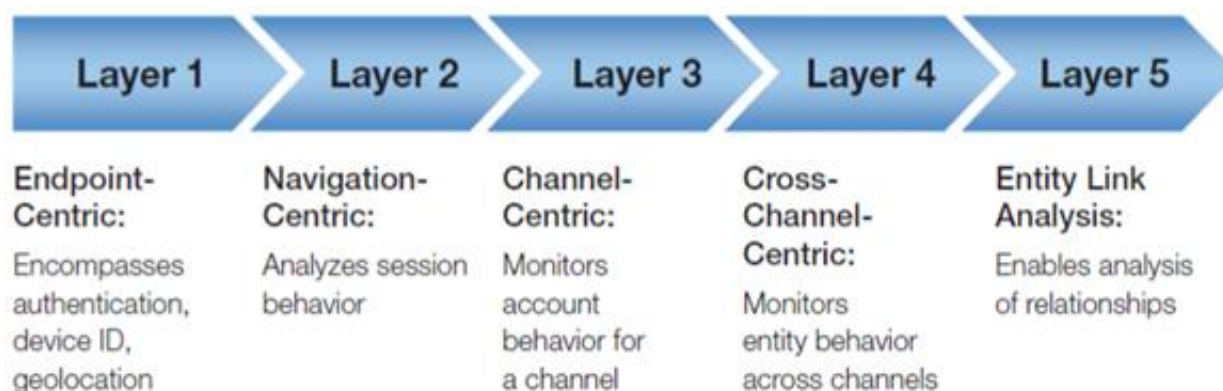 Layer 1
Layer 2
Layer 3
Layer 4
Layer 5
Endpoint-
Centric:
Encompasses
authentication,
device ID,
geolocation
Navigation-
Centric:
Analyzes session
behavior
Channel-
Centric:
Monitors
account
behavior for
a channel
Cross-
Channel-
Centric:
Monitors
entity behavior
across channels
Entity Link
Analysis:
Enables analysis
of relationships